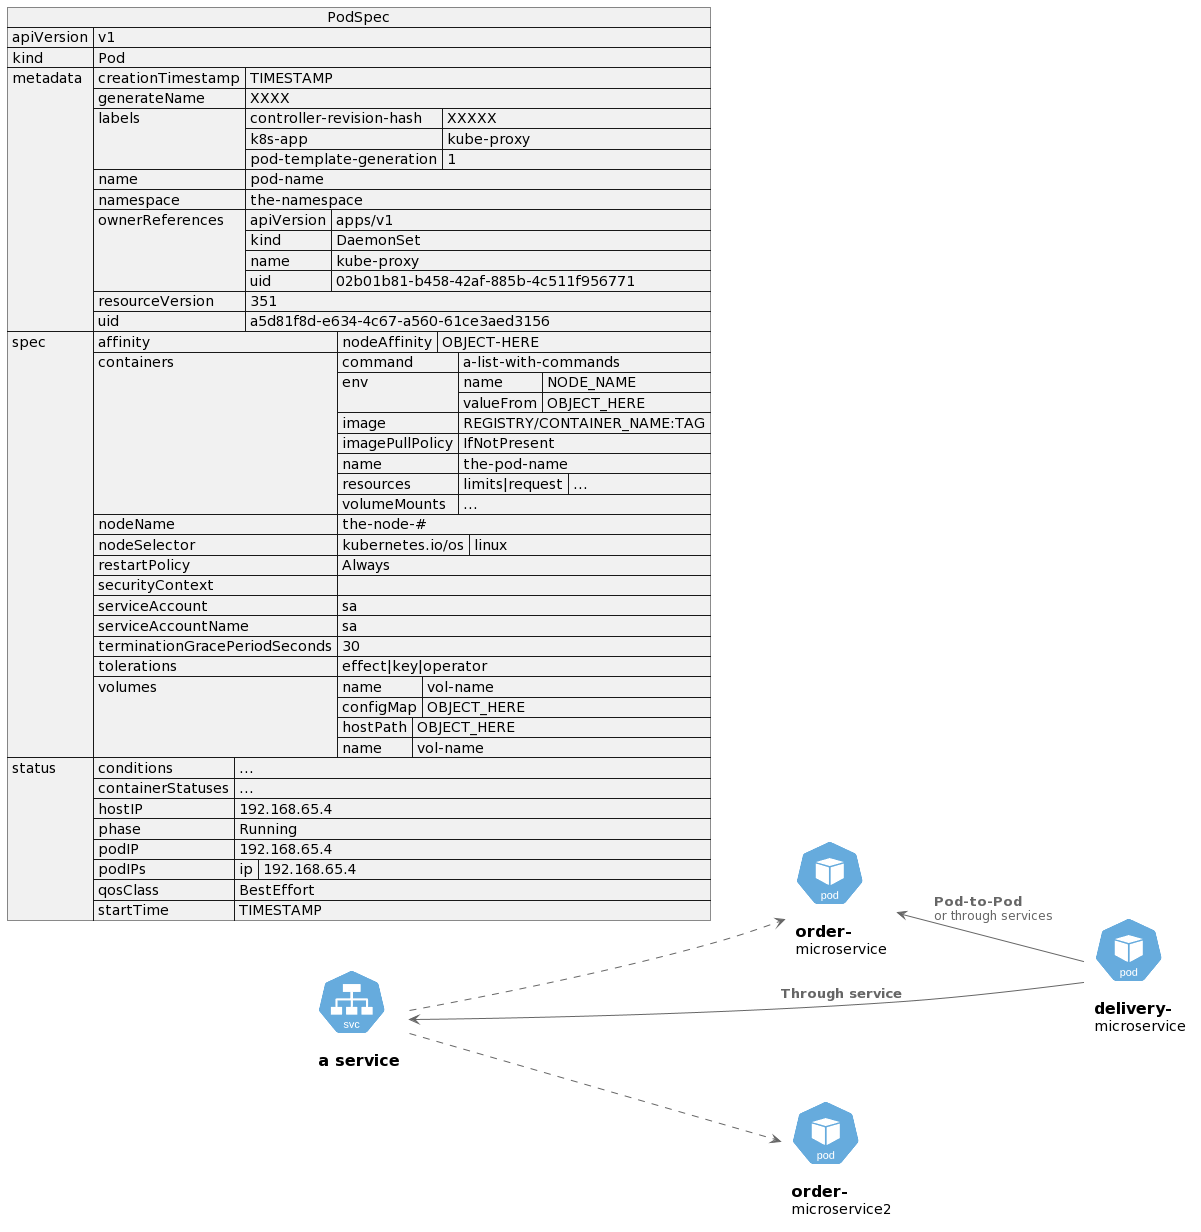 PodSpec
apiVersion v1
kind Pod
metadata creationTimestamp TIMESTAMP
generateName XXXX
labels controller-revision-hash XXXXX
k8s-app kube-proxy
pod-template-generation 1
name pod-name
namespace the-namespace
ownerReferences apiVersion apps/v1
kind DaemonSet
name kube-proxy
uid 02b01b81-b458-42af-885b-4c511f956771
resourceVersion 351
uid a5d81f8d-e634-4c67-a560-61ce3aed3156
spec affinity nodeAffinity OBJECT-HERE
containers command a-list-with-commands
env name NODE_NAME
valueFrom OBJECT_HERE
image REGISTRY/CONTAINER_NAME:TAG
imagePullPolicy IfNotPresent
name the-pod-name
resources limits|request ...
volumeMounts ...
nodeName the-node-#
nodeSelector kubernetes.io/os linux
restartPolicy Always
securityContext
serviceAccount sa
serviceAccountName sa
terminationGracePeriodSeconds 30
tolerations effect|key|operator
volumes name vol-name
configMap OBJECT_HERE
hostPath OBJECT_HERE
name vol-name
status conditions ...
containerStatuses ...
hostIP 192.168.65.4
phase Running
podIP 192.168.65.4
podIPs ip 192.168.65.4
qosClass BestEffort
startTime TIMESTAMP
pod
order-
microservice
Pod-to-Pod
or through services
pod
delivery-
microservice
Through service
svc
a service
pod
order-
microservice2